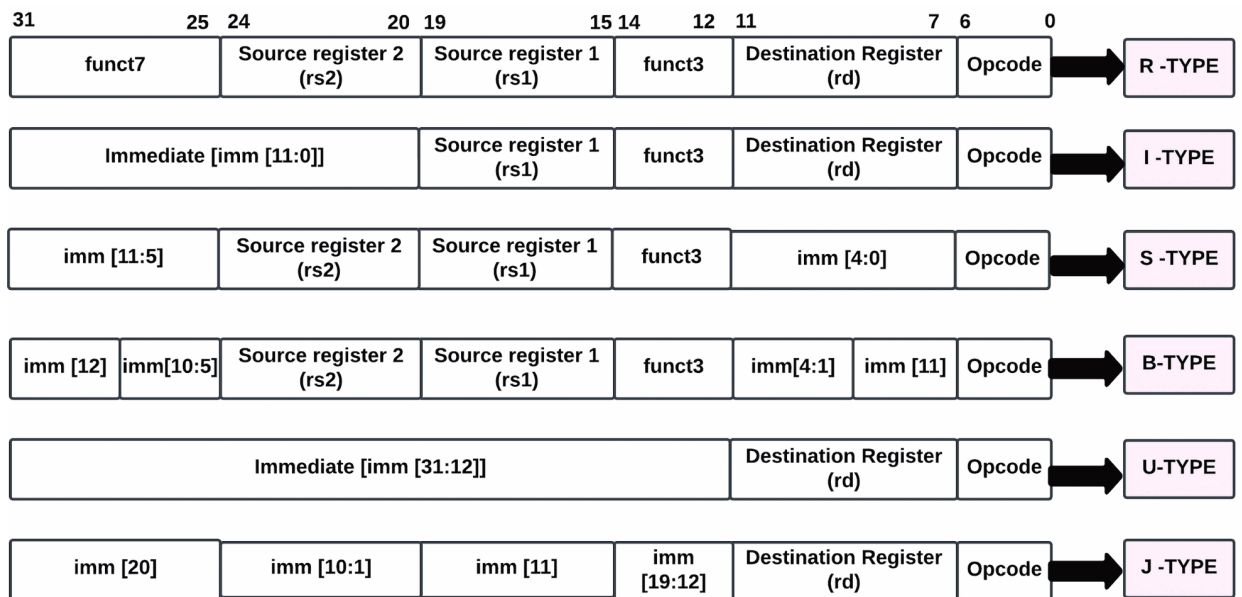 31 25 24 20 19 15 14 12 11 7 6 0
funct7
Source register 2
(rs2)
Source register 1
(rs1)
funct3
Destination Register
(rd)
Opcode
R -TYPE
Immediate [imm [11:0]]
Source register 1
(rs1)
funct3
Destination Register
(rd)
Opcode
I -TYPE
imm [11:5]
Source register 2
(rs2)
Source register 1
(rs1)
funct3
imm [4:0]
Opcode
S -TYPE
imm [12]
imm[10:5]
Source register 2
(rs2)
Source register 1
(rs1)
funct3
imm[4:1]
imm [11]
Opcode
B-TYPE
Immediate [imm [31:12]]
Destination Register
(rd)
Opcode
U-TYPE
imm [20]
imm [10:1]
imm [11]
imm
[19:12]
Destination Register
(rd)
Opcode
J -TYPE